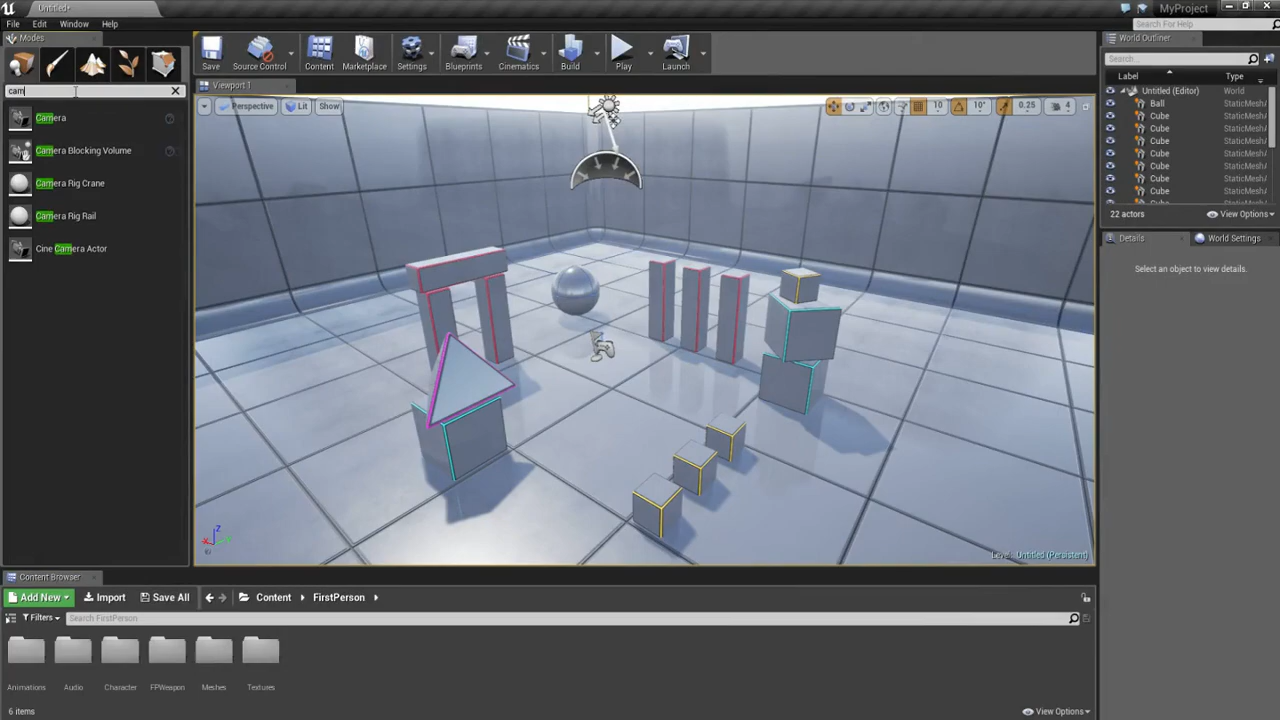 Untitled*
MyProject
File Edit Window Help
Search For Help
Modes
Save Source Control Content Marketplace Settings Blueprints Cinematics Build Play Launch
World Outliner
Search...
Label Type
Untitled (Editor) World
Ball StaticMesh/
Cube StaticMesh/
Cube StaticMesh/
Cube StaticMesh/
Cube StaticMesh/
Cube StaticMesh/
Cube StaticMesh/
Cube StaticMesh/
22 actors View Options
cam
Camera
Camera Blocking Volume
Camera Rig Crane
Camera Rig Rail
Cine Camera Actor
Viewport 1
Perspective Lit Show
10 10° 0.25 4
Z
X
Level: Untitled (Persistent)
Details World Settings
Select an object to view details.
Content Browser
Add New Import Save All Content FirstPerson
Filters Search FirstPerson
Animations Audio Character FPWeapon Meshes Textures
6 items View Options